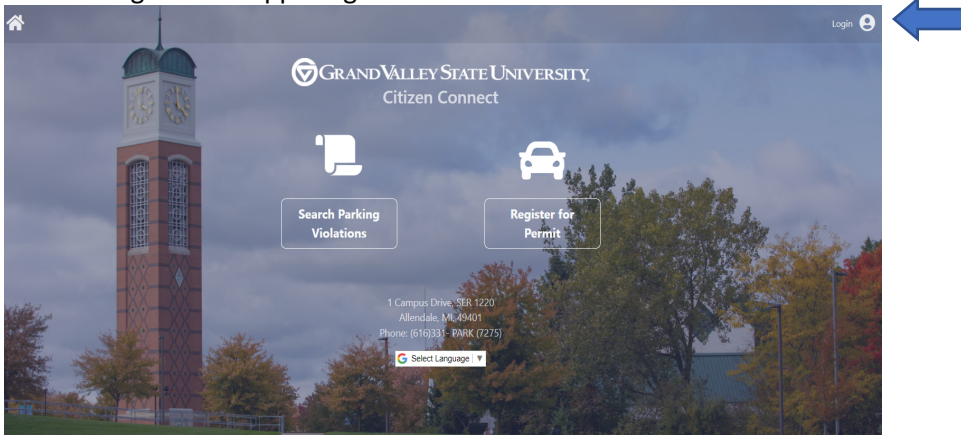 Login
GRAND VALLEY STATE UNIVERSITY
Citizen Connect
Search Parking
Violations
Register for
Permit
1 Campus Drive, SER 1220
Allendale, MI, 49401
Phone: (616)331- PARK (7275)
Select Language